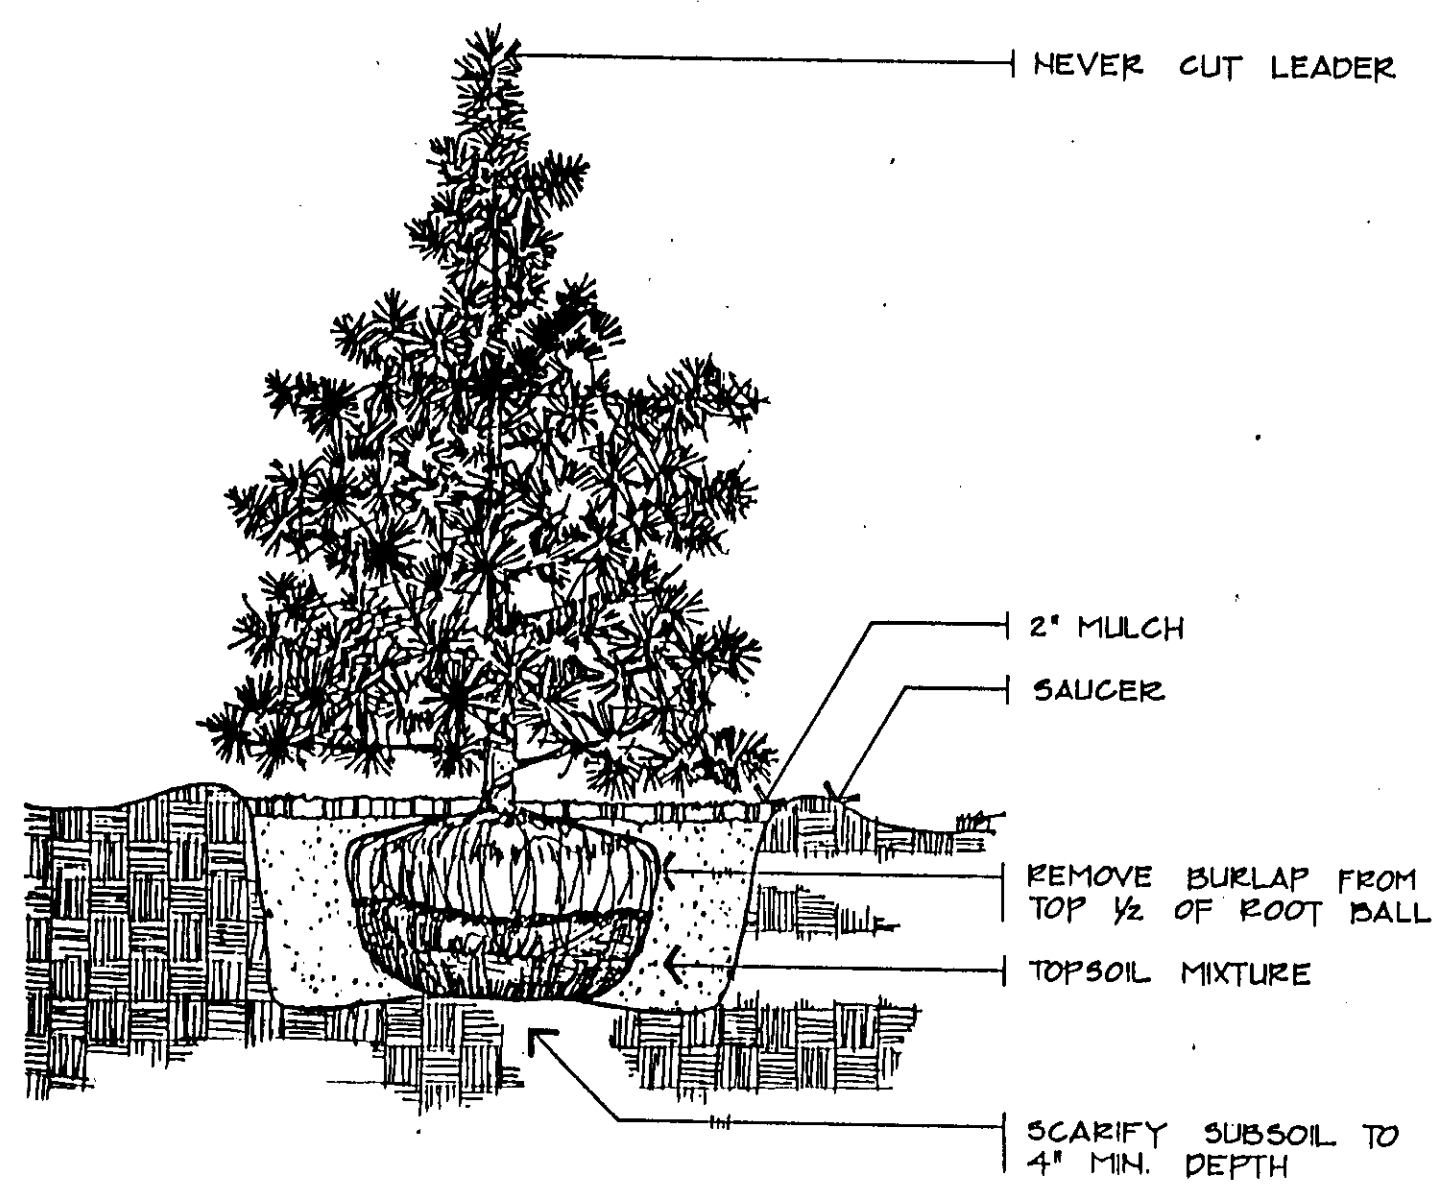 NEVER CUT LEADER
2" MULCH
SAUCER
REMOVE BURLAP FROM
TOP 1/2 OF ROOT BALL
TOPSOIL MIXTURE
SCARIFY SUBSOIL TO
4" MIN. DEPTH